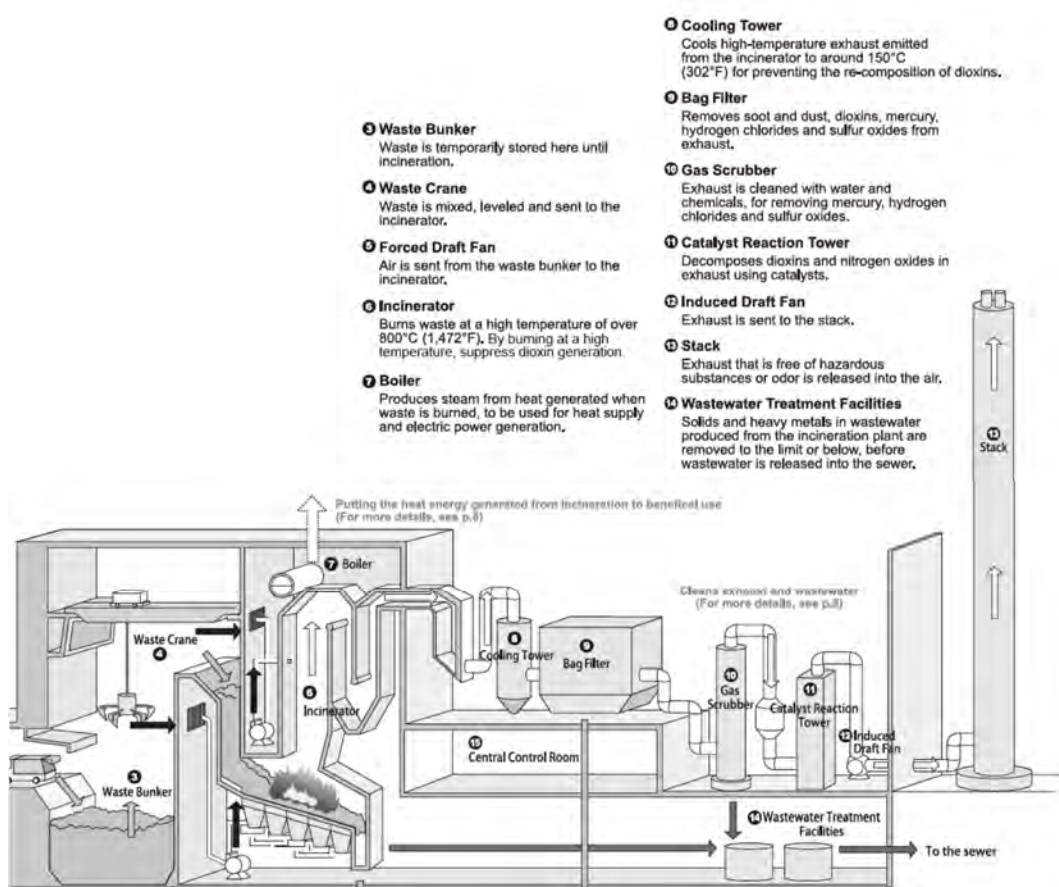 ❸ Waste Bunker
Waste is temporarily stored here until
incineration.
❹ Waste Crane
Waste is mixed, leveled and sent to the
incinerator.
❺ Forced Draft Fan
Air is sent from the waste bunker to the
incinerator.
❻ Incinerator
Burns waste at a high temperature of over
800°C (1,472°F). By burning at a high
temperature, suppress dioxin generation.
❼ Boiler
Produces steam from heat generated when
waste is burned, to be used for heat supply
and electric power generation.
❽ Cooling Tower
Cools high-temperature exhaust emitted
from the incinerator to around 150°C
(302°F) for preventing the re-composition of dioxins.
❾ Bag Filter
Removes soot and dust, dioxins, mercury,
hydrogen chlorides and sulfur oxides from
exhaust.
❿ Gas Scrubber
Exhaust is cleaned with water and
chemicals, for removing mercury, hydrogen
chlorides and sulfur oxides.
⓫ Catalyst Reaction Tower
Decomposes dioxins and nitrogen oxides in
exhaust using catalysts.
⓬ Induced Draft Fan
Exhaust is sent to the stack.
⓭ Stack
Exhaust that is free of hazardous
substances or odor is released into the air.
⓮ Wastewater Treatment Facilities
Solids and heavy metals in wastewater
produced from the incineration plant are
removed to the limit or below, before
wastewater is released into the sewer.
⓭
Stack
Putting the heat energy generated from incineration to beneficial use
(For more details, see p.8)
❼ Boiler
Cleans exhaust and wastewater
(For more details, see p.8)
Waste Crane
❹
❽
Cooling Tower
❾
Bag Filter
❿
Gas
Scrubber
⓫
Catalyst Reaction
Tower
❻
Incinerator
⓬ Induced
Draft Fan
⓯
Central Control Room
❸
Waste Bunker
⓮ Wastewater Treatment
Facilities
To the sewer